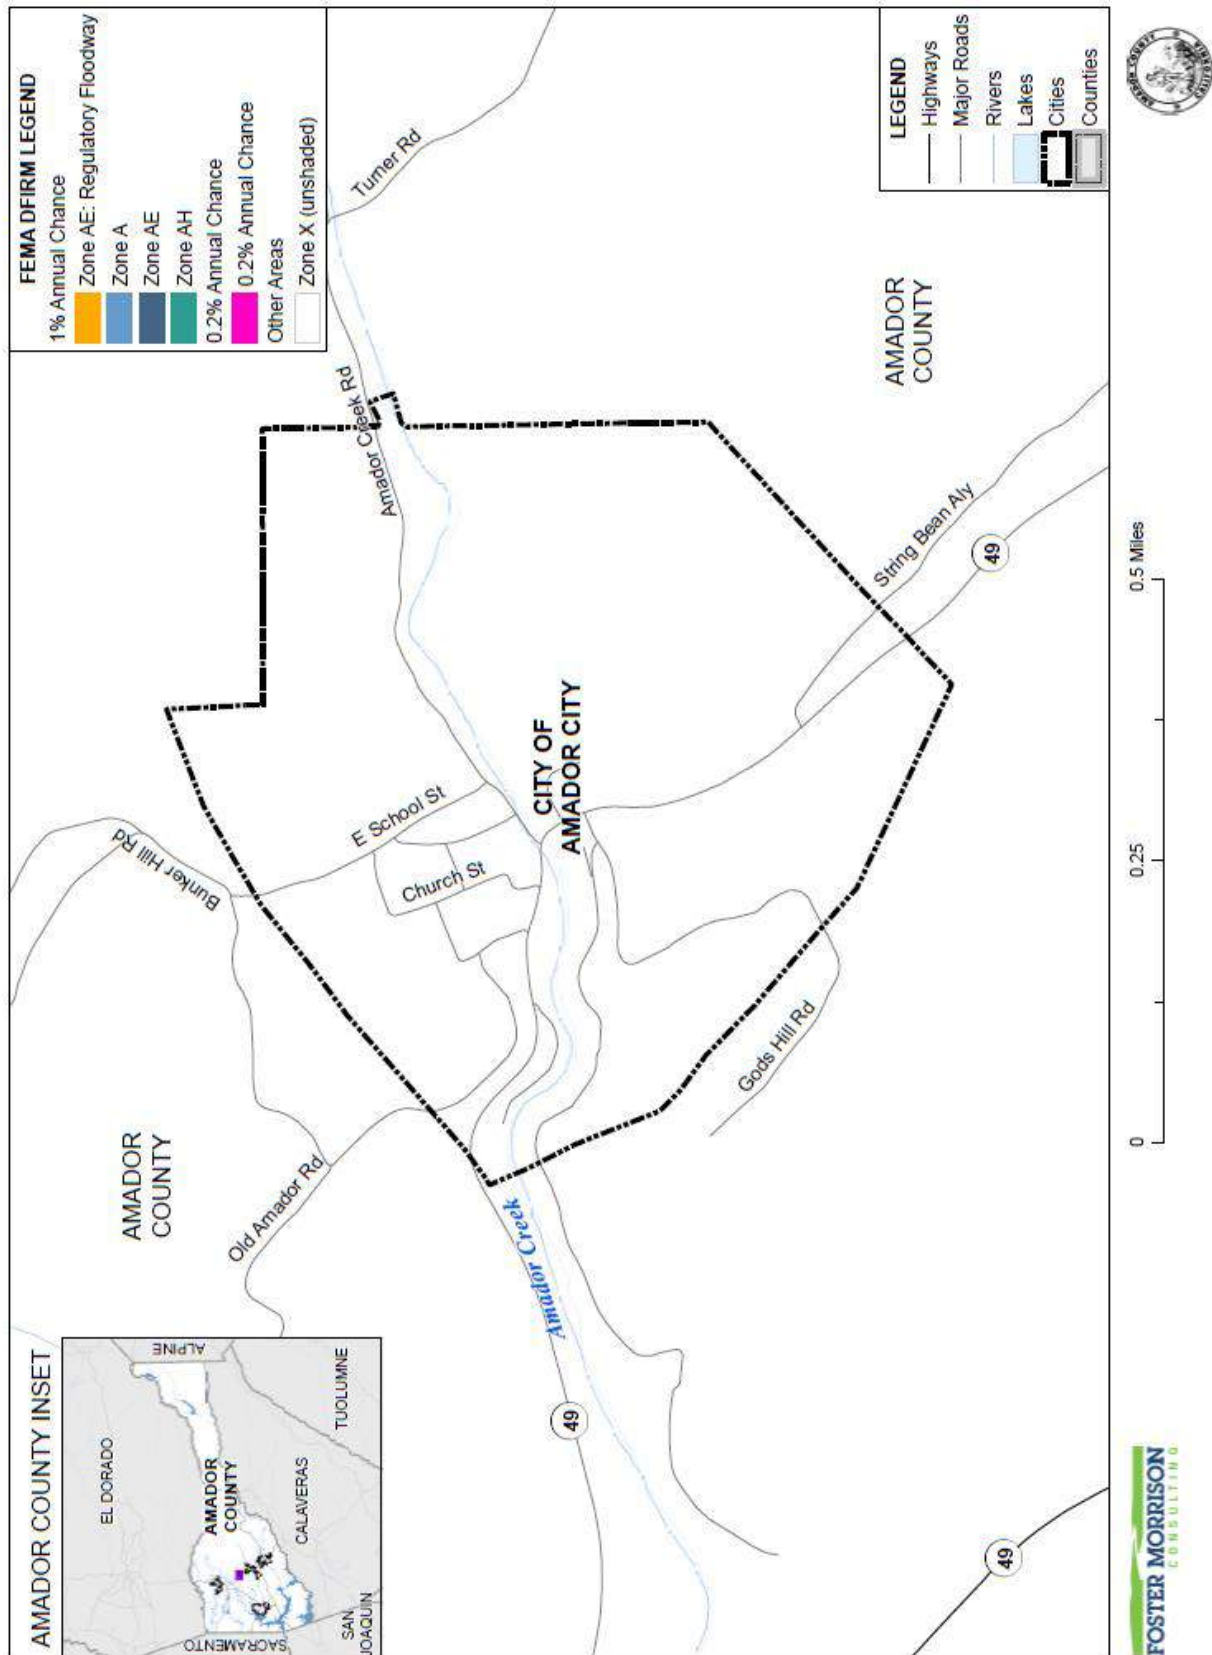 AMADOR COUNTY INSET
EL DORADO
ALPINE
AMADOR
COUNTY
SACRAMENTO
CALAVERAS
TUOLUMNE
SAN
JOAQUIN
FEMA DFIRM LEGEND
1% Annual Chance
Zone AE: Regulatory Floodway
Zone A
Zone AE
Zone AH
0.2% Annual Chance
0.2% Annual Chance
Other Areas
Zone X (unshaded)
AMADOR
COUNTY
Bunker Hill Rd
Old Amador Rd
E School St
Church St
Amador Creek Rd
Turner Rd
Amador Creek
CITY OF
AMADOR CITY
49
Gods Hill Rd
String Bean Aly
49
49
AMADOR
COUNTY
LEGEND
Highways
Major Roads
Rivers
Lakes
Cities
Counties
FOSTER MORRISON
CONSULTING
0
0.25
0.5 Miles
AMADOR COUNTY
CALIFORNIA